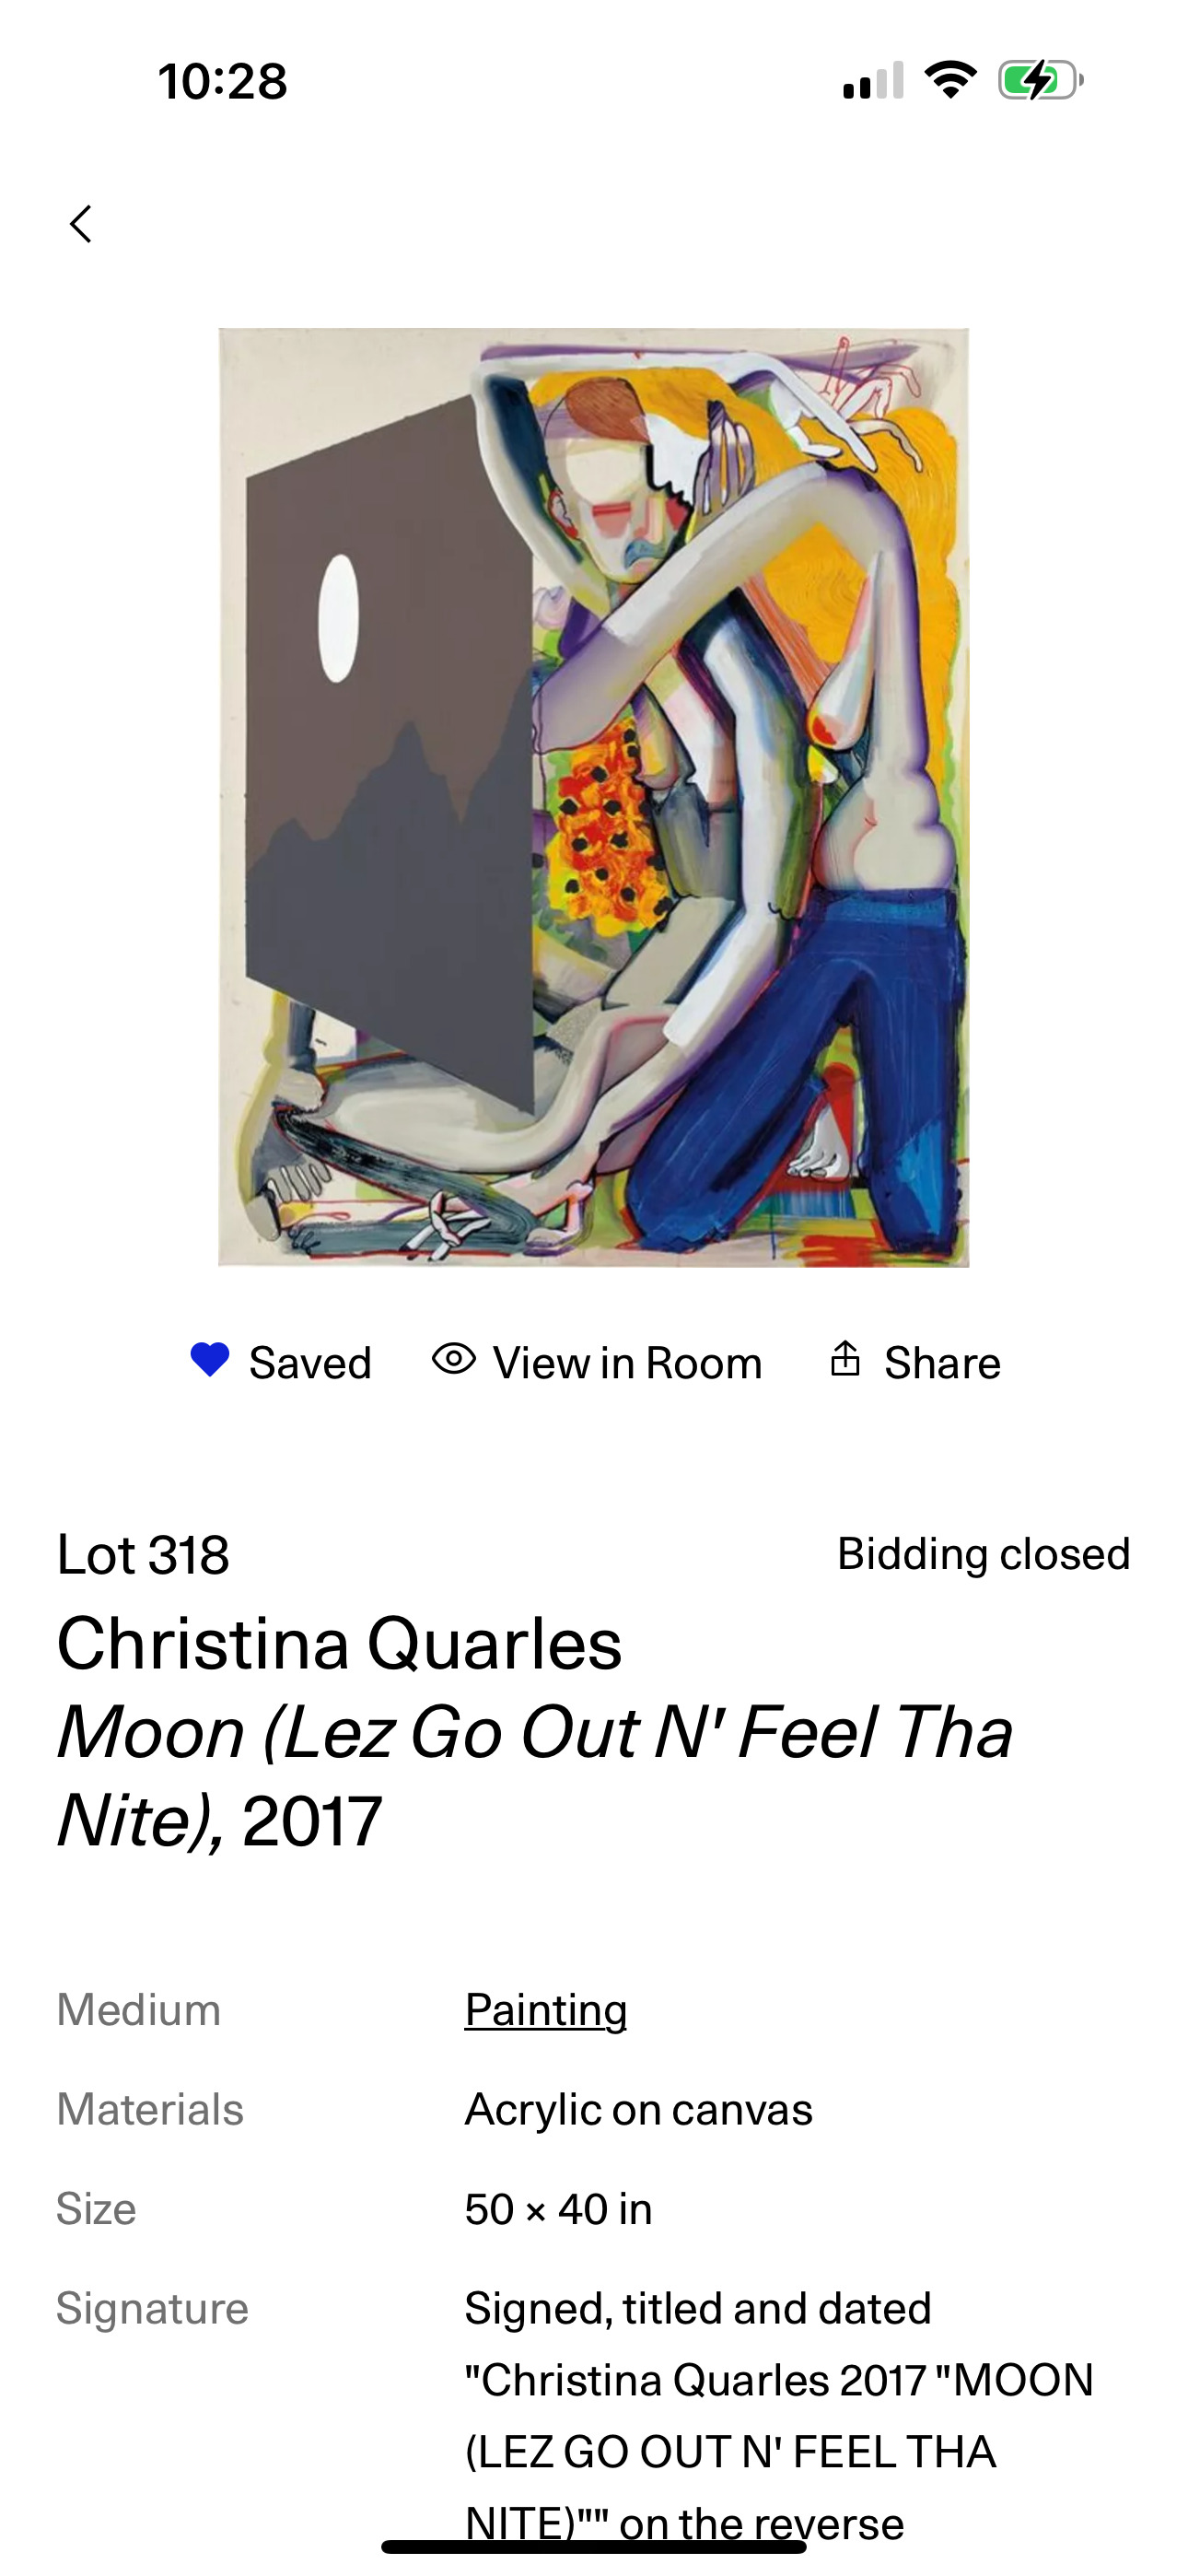 10:28
Saved View in Room Share
Lot 318 Bidding closed
Christina Quarles
Moon (Lez Go Out N' Feel Tha
Nite), 2017
Medium Painting
Materials Acrylic on canvas
Size 50 × 40 in
Signature Signed, titled and dated
"Christina Quarles 2017 "MOON
(LEZ GO OUT N' FEEL THA
NITE)"" on the reverse